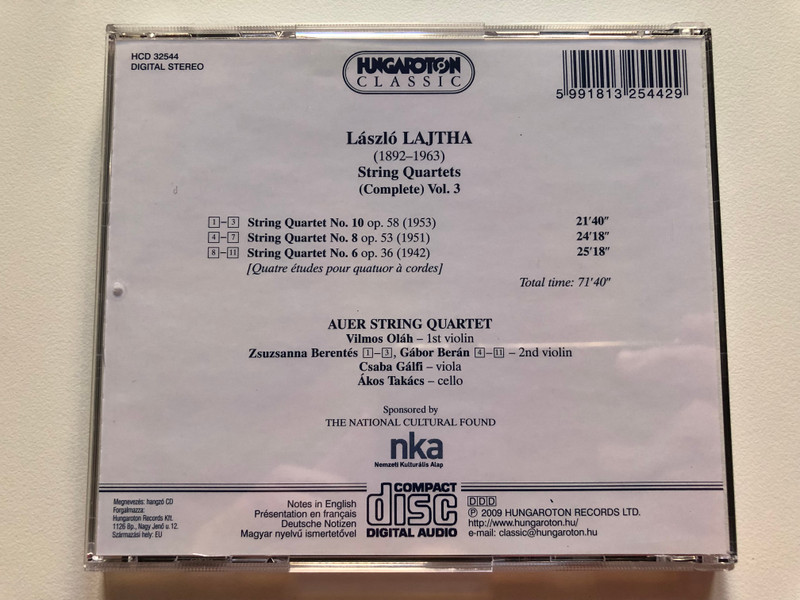 HCD 32544
DIGITAL STEREO
HUNGAROTON
CLASSIC
5 991813 254429
László LAJTHA
(1892–1963)
String Quartets
(Complete) Vol. 3
1–3 String Quartet No. 10 op. 58 (1953) 21'40"
4–7 String Quartet No. 8 op. 53 (1951) 24'18"
8–11 String Quartet No. 6 op. 36 (1942) 25'18"
[Quatre études pour quatuor à cordes]
Total time: 71'40"
AUER STRING QUARTET
Vilmos Oláh – 1st violin
Zsuzsanna Berentés 1–3, Gábor Berán 4–11 – 2nd violin
Csaba Gálfi – viola
Ákos Takács – cello
Sponsored by
THE NATIONAL CULTURAL FOUND
nka
Nemzeti Kulturális Alap
Megnevezés: hangzó CD
Forgalmazza:
Hungaroton Records Kft.
1126 Bp., Nagy Jenő u. 12.
Származási hely: EU
Notes in English
Présentation en français
Deutsche Notizen
Magyar nyelvű ismertetővel
COMPACT
disc
DIGITAL AUDIO
DDD
℗ 2009 HUNGAROTON RECORDS LTD.
http://www.hungaroton.hu/
e-mail: classic@hungaroton.hu